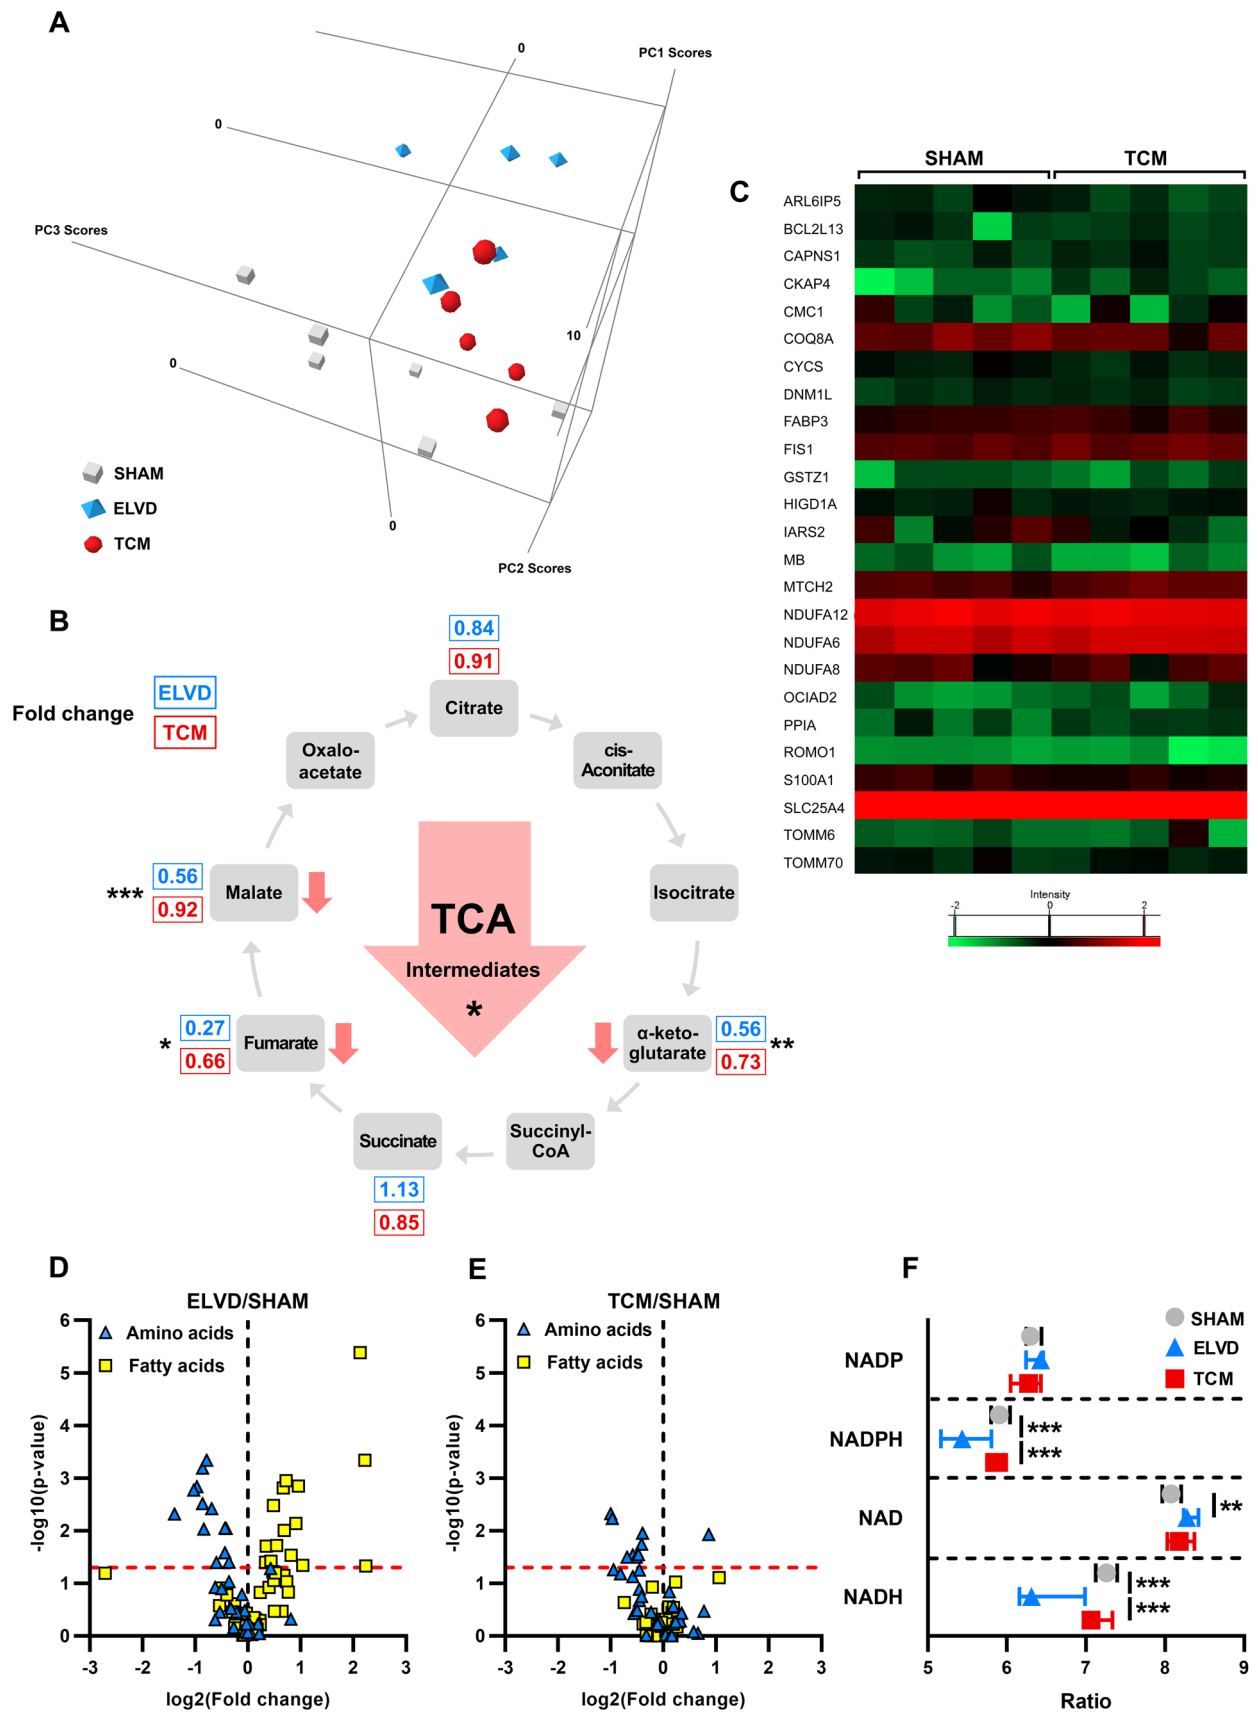 A
0
PC1 Scores
0
PC3 Scores
10
0
0
PC2 Scores
SHAM
ELVD
TCM
B
Fold change
ELVD
TCM
0.84
0.91
Citrate
Oxalo-
acetate
cis-
Aconitate
0.56
0.92
***
Malate
Isocitrate
TCA
Intermediates
*
*
0.27
0.66
Fumarate
α-keto-
glutarate
0.56
0.73
**
Succinate
Succinyl-
CoA
1.13
0.85
C
SHAM
TCM
ARL6IP5
BCL2L13
CAPNS1
CKAP4
CMC1
COQ8A
CYCS
DNM1L
FABP3
FIS1
GSTZ1
HIGD1A
IARS2
MB
MTCH2
NDUFA12
NDUFA6
NDUFA8
OCIAD2
PPIA
ROMO1
S100A1
SLC25A4
TOMM6
TOMM70
Intensity
-2 0 2
D
ELVD/SHAM
Amino acids
Fatty acids
6
5
4
3
2
1
0
-log10(p-value)
-3 -2 -1 0 1 2 3
log2(Fold change)
E
TCM/SHAM
Amino acids
Fatty acids
6
5
4
3
2
1
0
-log10(p-value)
-3 -2 -1 0 1 2 3
log2(Fold change)
F
SHAM
ELVD
TCM
NADP
NADPH
***
***
NAD
**
NADH
***
***
5 6 7 8 9
Ratio